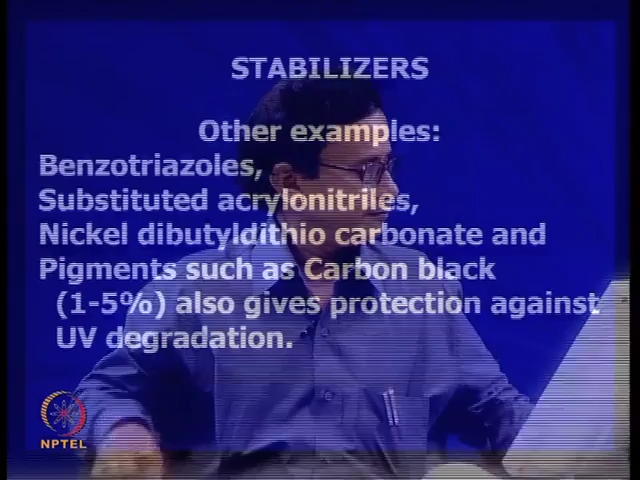 STABILIZERS
Other examples:
Benzotriazoles,
Substituted acrylonitriles,
Nickel dibutyldithio carbonate and
Pigments such as Carbon black
(1-5%) also gives protection against
UV degradation.
NPTEL